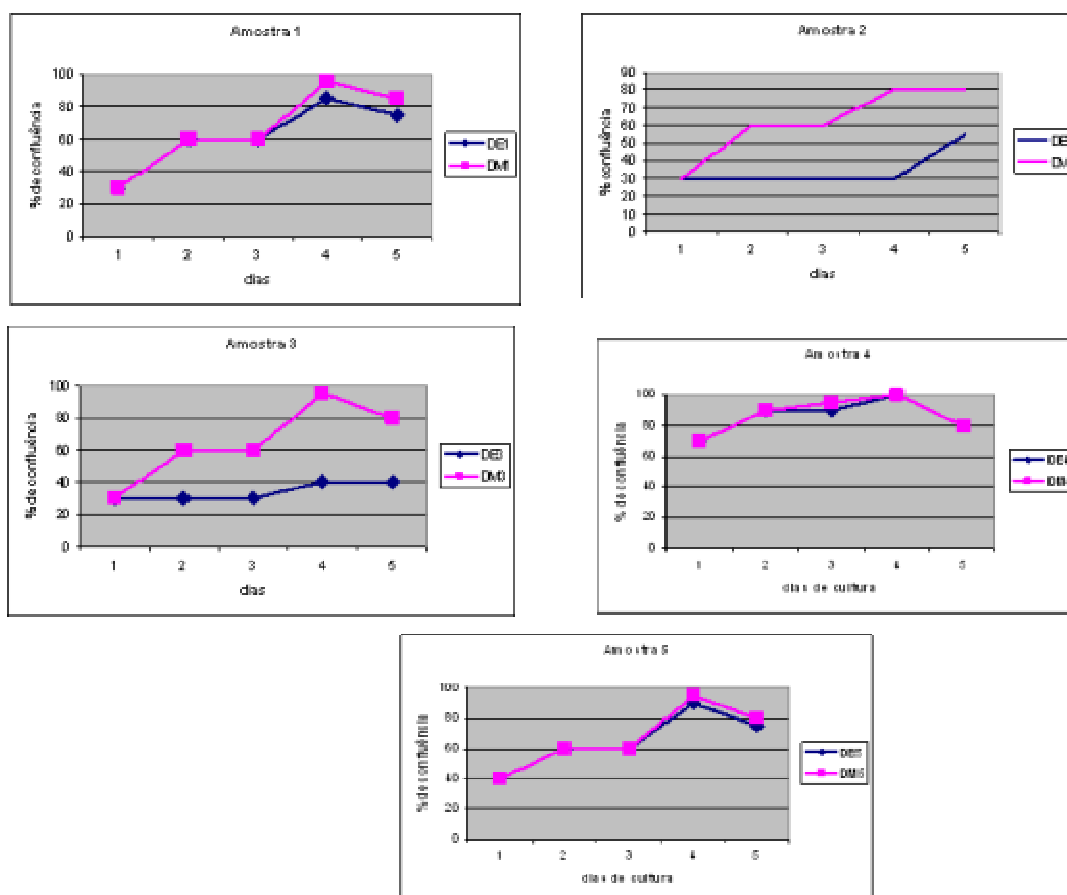 Amostra 1
% de confluência
100
80
60
40
20
0
1 2 3 4 5
dias
DE1
DM1
Amostra 2
% confluência
90
80
70
60
50
40
30
20
10
0
1 2 3 4 5
dias
DE
DM
Amostra 3
% de confluência
100
80
60
40
20
0
1 2 3 4 5
dias
DE3
DM3
Amostra 4
% de confluência
100
80
60
40
20
0
1 2 3 4 5
dias de cultura
DE4
DM4
Amostra 5
% de confluência
100
80
60
40
20
0
1 2 3 4 5
dias de cultura
DE5
DM5